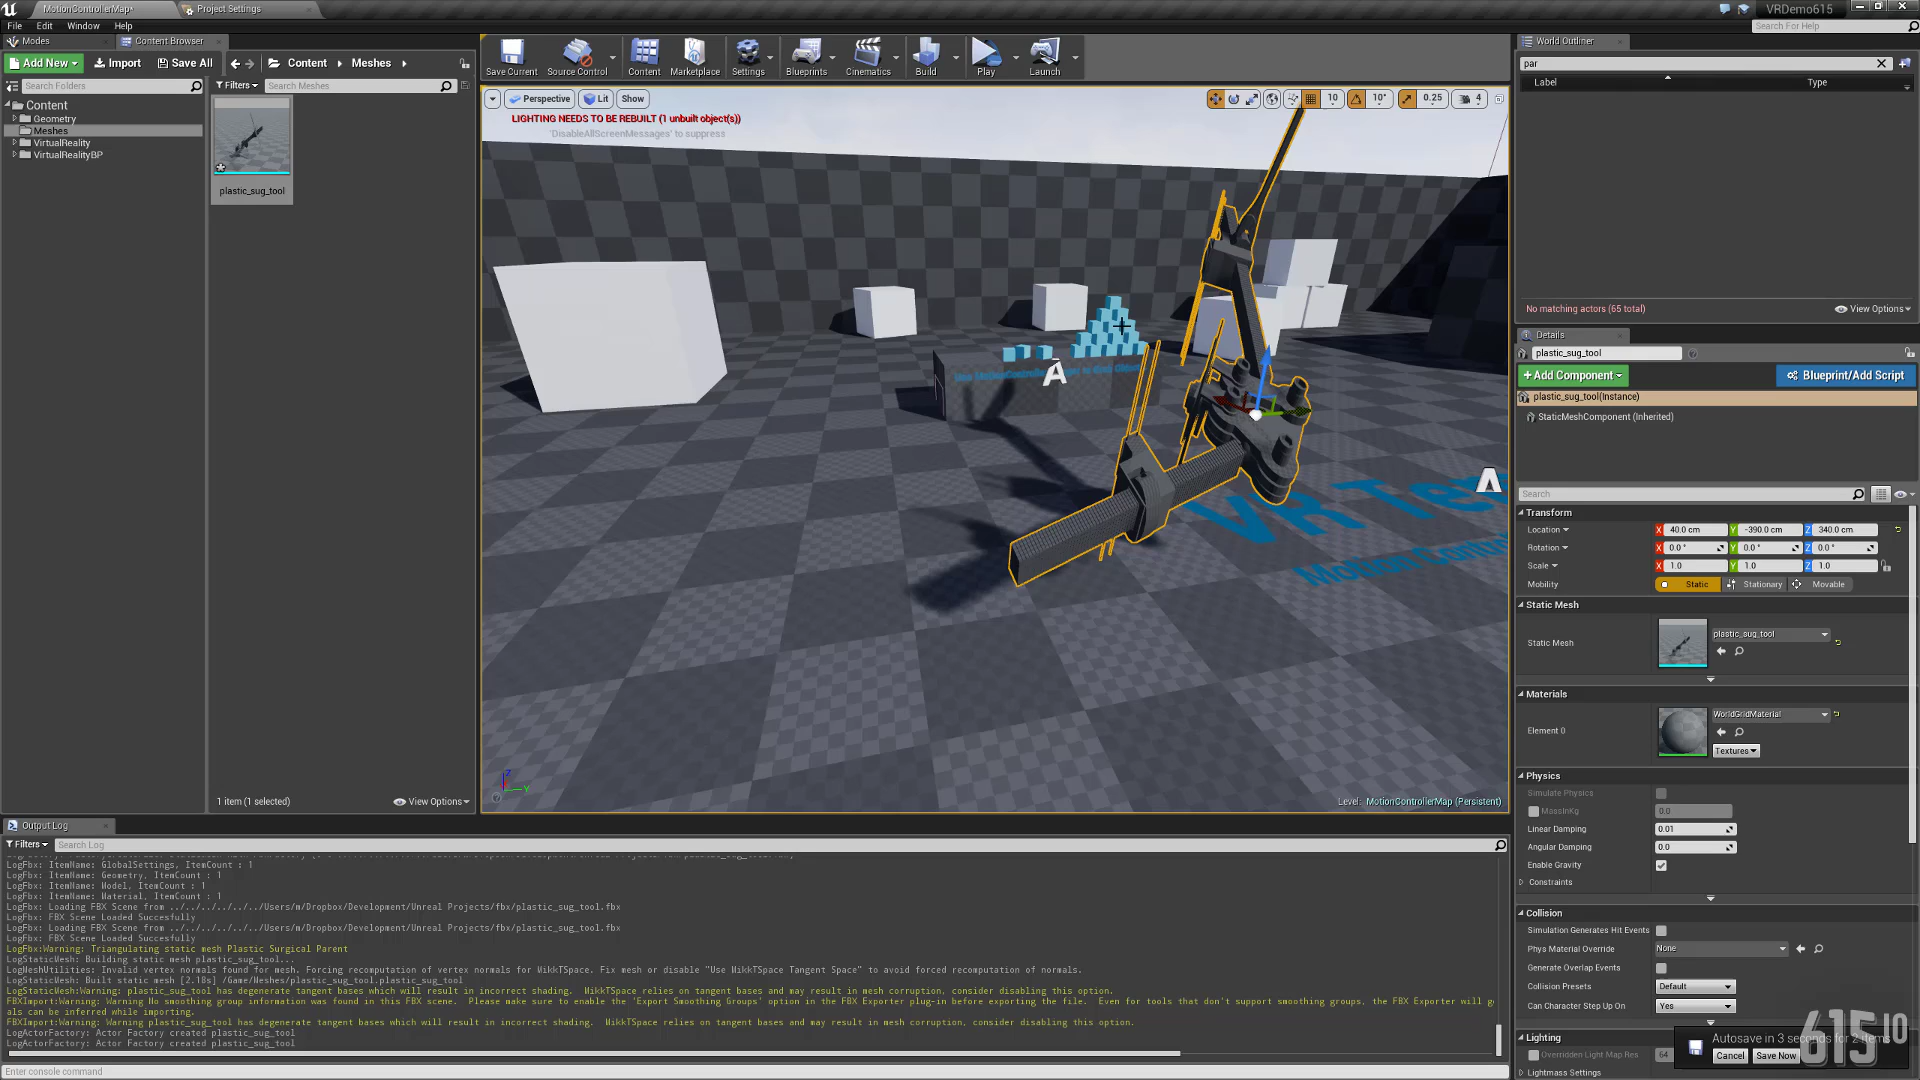 MotionControllerMap*
Project Settings
VRDemo615
File Edit Window Help
Search For Help
Modes
Content Browser
World Outliner
Add New
Import
Save All
Content
Meshes
Save Current
Source Control
Content
Marketplace
Settings
Blueprints
Cinematics
Build
Play
Launch
par
Label
Type
Search Folders
Filters
Search Meshes
Content
Geometry
Meshes
VirtualReality
VirtualRealityBP
plastic_sug_tool
1 item (1 selected)
View Options
Perspective
Lit
Show
10
10°
0.25
4
LIGHTING NEEDS TO BE REBUILT (1 unbuilt object(s))
'DisableAllScreenMessages' to suppress
Level: MotionControllerMap (Persistent)
No matching actors (65 total)
View Options
Details
plastic_sug_tool
+Add Component
Blueprint/Add Script
plastic_sug_tool(Instance)
StaticMeshComponent (Inherited)
Search
Transform
Location X 40.0 cm Y -390.0 cm Z 340.0 cm
Rotation X 0.0 ° Y 0.0 ° Z 0.0 °
Scale X 1.0 Y 1.0 Z 1.0
Mobility Static Stationary Movable
Static Mesh
Static Mesh
plastic_sug_tool
Materials
Element 0
WorldGridMaterial
Textures
Physics
Simulate Physics
MassInKg 0.0
Linear Damping 0.01
Angular Damping 0.0
Enable Gravity
Constraints
Collision
Simulation Generates Hit Events
Phys Material Override None
Generate Overlap Events
Collision Presets Default
Can Character Step Up On Yes
Lighting
Overridden Light Map Res 64
Lightmass Settings
Autosave in 3 seconds for 2 items
Cancel
Save Now
615 IO
Output Log
Filters
Search Log
LogFbx: ItemName: GlobalSettings, ItemCount : 1
LogFbx: ItemName: Geometry, ItemCount : 1
LogFbx: ItemName: Model, ItemCount : 1
LogFbx: ItemName: Material, ItemCount : 1
LogFbx: Loading FBX Scene from ../../../../../../Users/m/Dropbox/Development/Unreal Projects/fbx/plastic_sug_tool.fbx
LogFbx: FBX Scene Loaded Succesfully
LogFbx: Loading FBX Scene from ../../../../../../Users/m/Dropbox/Development/Unreal Projects/fbx/plastic_sug_tool.fbx
LogFbx: FBX Scene Loaded Succesfully
LogFbx:Warning: Triangulating static mesh Plastic Surgical Parent
LogStaticMesh: Building static mesh plastic_sug_tool...
LogMeshUtilities: Invalid vertex normals found for mesh. Forcing recomputation of vertex normals for MikkTSpace. Fix mesh or disable "Use MikkTSpace Tangent Space" to avoid forced recomputation of normals.
LogStaticMesh: Built static mesh [2.18s] /Game/Meshes/plastic_sug_tool.plastic_sug_tool
LogStaticMesh:Warning: plastic_sug_tool has degenerate tangent bases which will result in incorrect shading. MikkTSpace relies on tangent bases and may result in mesh corruption, consider disabling this option.
FBXImport:Warning: Warning No smoothing group information was found in this FBX scene. Please make sure to enable the 'Export Smoothing Groups' option in the FBX Exporter plug-in before exporting the file. Even for tools that don't support smoothing groups, the FBX Exporter will ge
als can be inferred while importing.
FBXImport:Warning: Warning plastic_sug_tool has degenerate tangent bases which will result in incorrect shading. MikkTSpace relies on tangent bases and may result in mesh corruption, consider disabling this option.
LogActorFactory: Actor Factory created plastic_sug_tool
LogActorFactory: Actor Factory created plastic_sug_tool
Enter console command